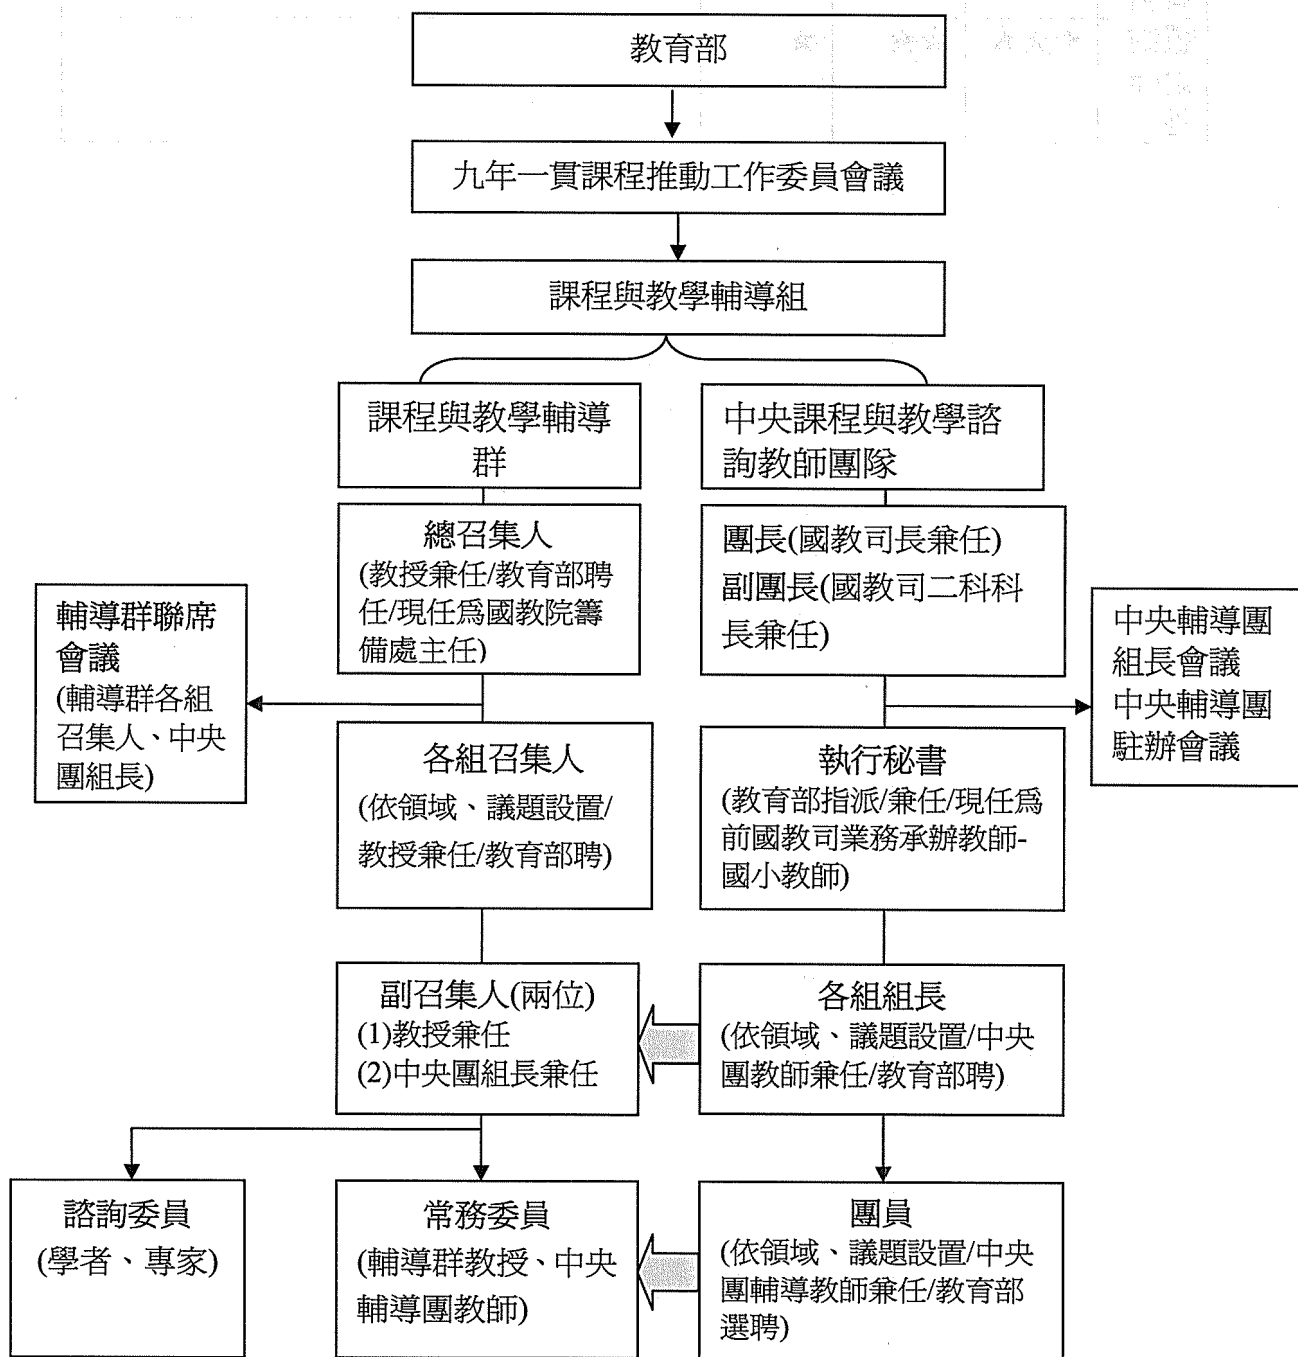 教育部
九年一貫課程推動工作委員會議
課程與教學輔導組
課程與教學輔導
群
中央課程與教學諮
詢教師團隊
總召集人
(教授兼任/教育部聘
任/現任為國教院籌
備處主任)
團長(國教司長兼任)
副團長(國教司二科科
長兼任)
輔導群聯席
會議
(輔導群各組
召集人、中央
團組長)
中央輔導團
組長會議
中央輔導團
駐辦會議
各組召集人
(依領域、議題設置/
教授兼任/教育部聘)
執行秘書
(教育部指派/兼任/現任為
前國教司業務承辦教師-
國小教師)
副召集人(兩位)
(1)教授兼任
(2)中央團組長兼任
各組組長
(依領域、議題設置/中央
團教師兼任/教育部聘)
諮詢委員
(學者、專家)
常務委員
(輔導群教授、中央
輔導團教師)
團員
(依領域、議題設置/中央
團輔導教師兼任/教育部
選聘)